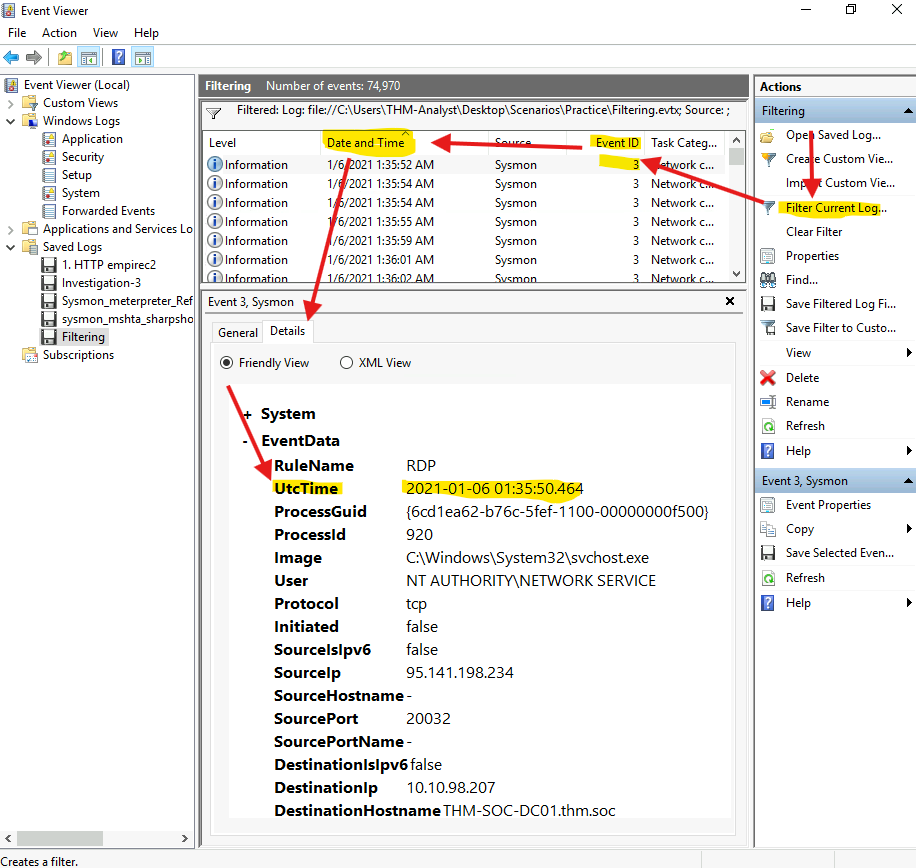 Event Viewer
File Action View Help
Event Viewer (Local)
Custom Views
Windows Logs
Application
Security
Setup
System
Forwarded Events
Applications and Services Lo
Saved Logs
1. HTTP empirec2
Investigation-3
Sysmon_meterpreter_Ref
sysmon_mshta_sharpsho
Filtering
Subscriptions
Filtering Number of events: 74,970
Filtered: Log: file://C:\Users\THM-Analyst\Desktop\Scenarios\Practice\Filtering.evtx; Source: ;
Level Date and Time Source Event ID Task Categ...
Information 1/6/2021 1:35:52 AM Sysmon 3 Network c...
Information 1/6/2021 1:35:54 AM Sysmon 3 Network c...
Information 1/6/2021 1:35:54 AM Sysmon 3 Network c...
Information 1/6/2021 1:35:55 AM Sysmon 3 Network c...
Information 1/6/2021 1:35:59 AM Sysmon 3 Network c...
Information 1/6/2021 1:36:01 AM Sysmon 3 Network c...
Information 1/6/2021 1:36:02 AM Sysmon 3 Network c...
Event 3, Sysmon
General Details
Friendly View XML View
+ System
- EventData
RuleName RDP
UtcTime 2021-01-06 01:35:50.464
ProcessGuid {6cd1ea62-b76c-5fef-1100-00000000f500}
ProcessId 920
Image C:\Windows\System32\svchost.exe
User NT AUTHORITY\NETWORK SERVICE
Protocol tcp
Initiated false
SourceIsIpv6 false
SourceIp 95.141.198.234
SourceHostname -
SourcePort 20032
SourcePortName -
DestinationIsIpv6 false
DestinationIp 10.10.98.207
DestinationHostname THM-SOC-DC01.thm.soc
Actions
Filtering
Open Saved Log...
Create Custom Vie...
Import Custom Vie...
Filter Current Log...
Clear Filter
Properties
Find...
Save Filtered Log Fi...
Save Filter to Custo...
View
Delete
Rename
Refresh
Help
Event 3, Sysmon
Event Properties
Copy
Save Selected Even...
Refresh
Help
Creates a filter.